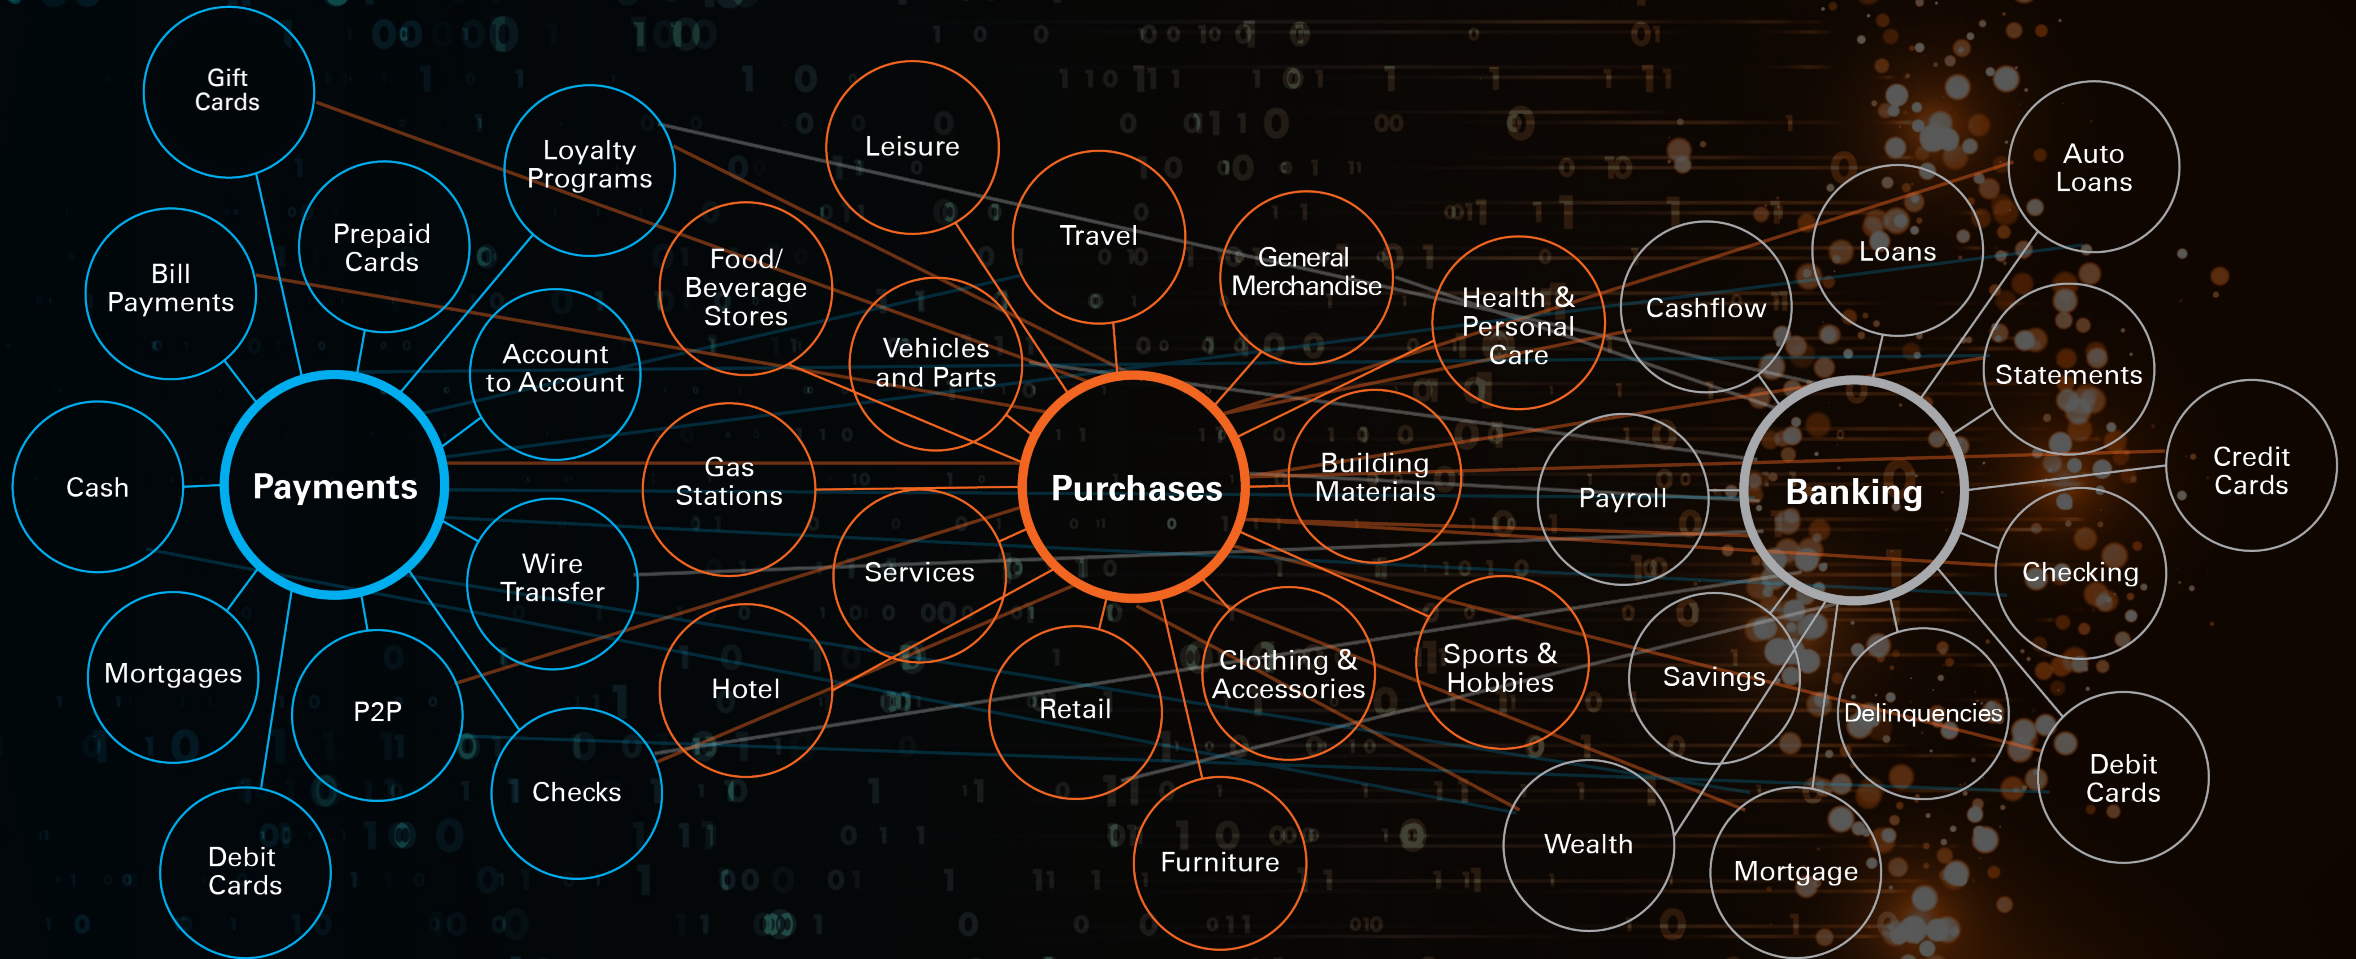 Gift
Cards
Loyalty
Programs
Prepaid
Cards
Bill
Payments
Account
to Account
Cash
Payments
Wire
Transfer
Mortgages
P2P
Checks
Debit
Cards
Leisure
Travel
Food/
Beverage
Stores
General
Merchandise
Vehicles
and Parts
Health &
Personal
Care
Gas
Stations
Purchases
Building
Materials
Services
Hotel
Retail
Clothing &
Accessories
Sports &
Hobbies
Furniture
Auto
Loans
Loans
Cashflow
Statements
Credit
Cards
Payroll
Banking
Checking
Savings
Delinquencies
Debit
Cards
Wealth
Mortgage